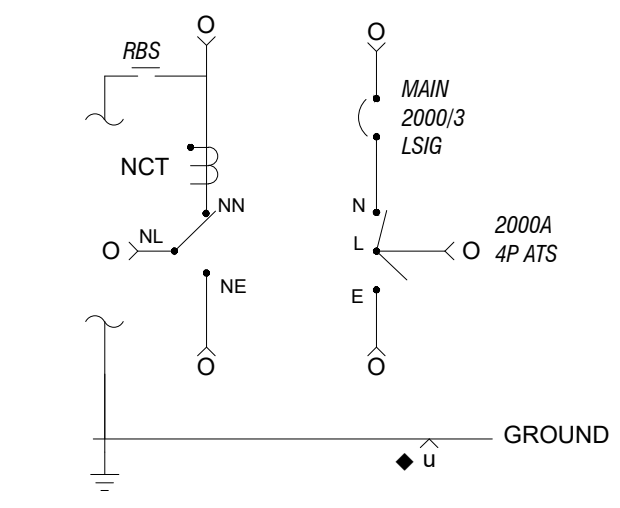 O
O
RBS
MAIN
2000/3
LSIG
NCT
NN
N
NL
O
L
O
2000A
4P ATS
NE
E
O
O
GROUND
◆ u